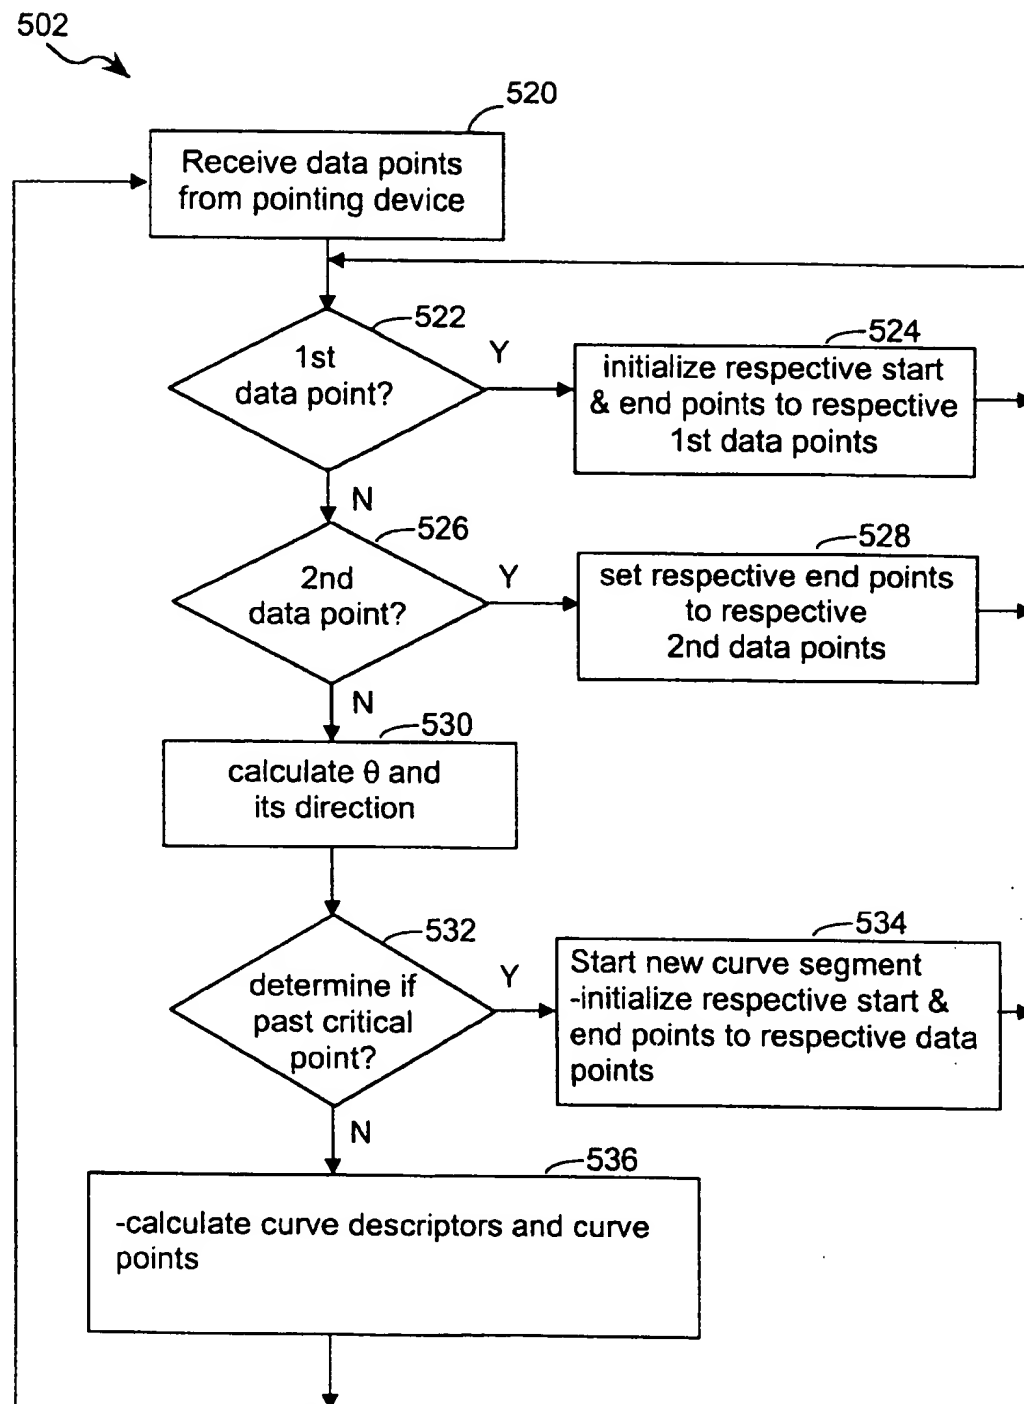 502
520
Receive data points
from pointing device
522
1st
data point?
Y
524
initialize respective start
& end points to respective
1st data points
N
526
2nd
data point?
Y
528
set respective end points
to respective
2nd data points
N
530
calculate θ and
its direction
532
determine if
past critical
point?
Y
534
Start new curve segment
-initialize respective start &
end points to respective data
points
N
536
-calculate curve descriptors and curve
points